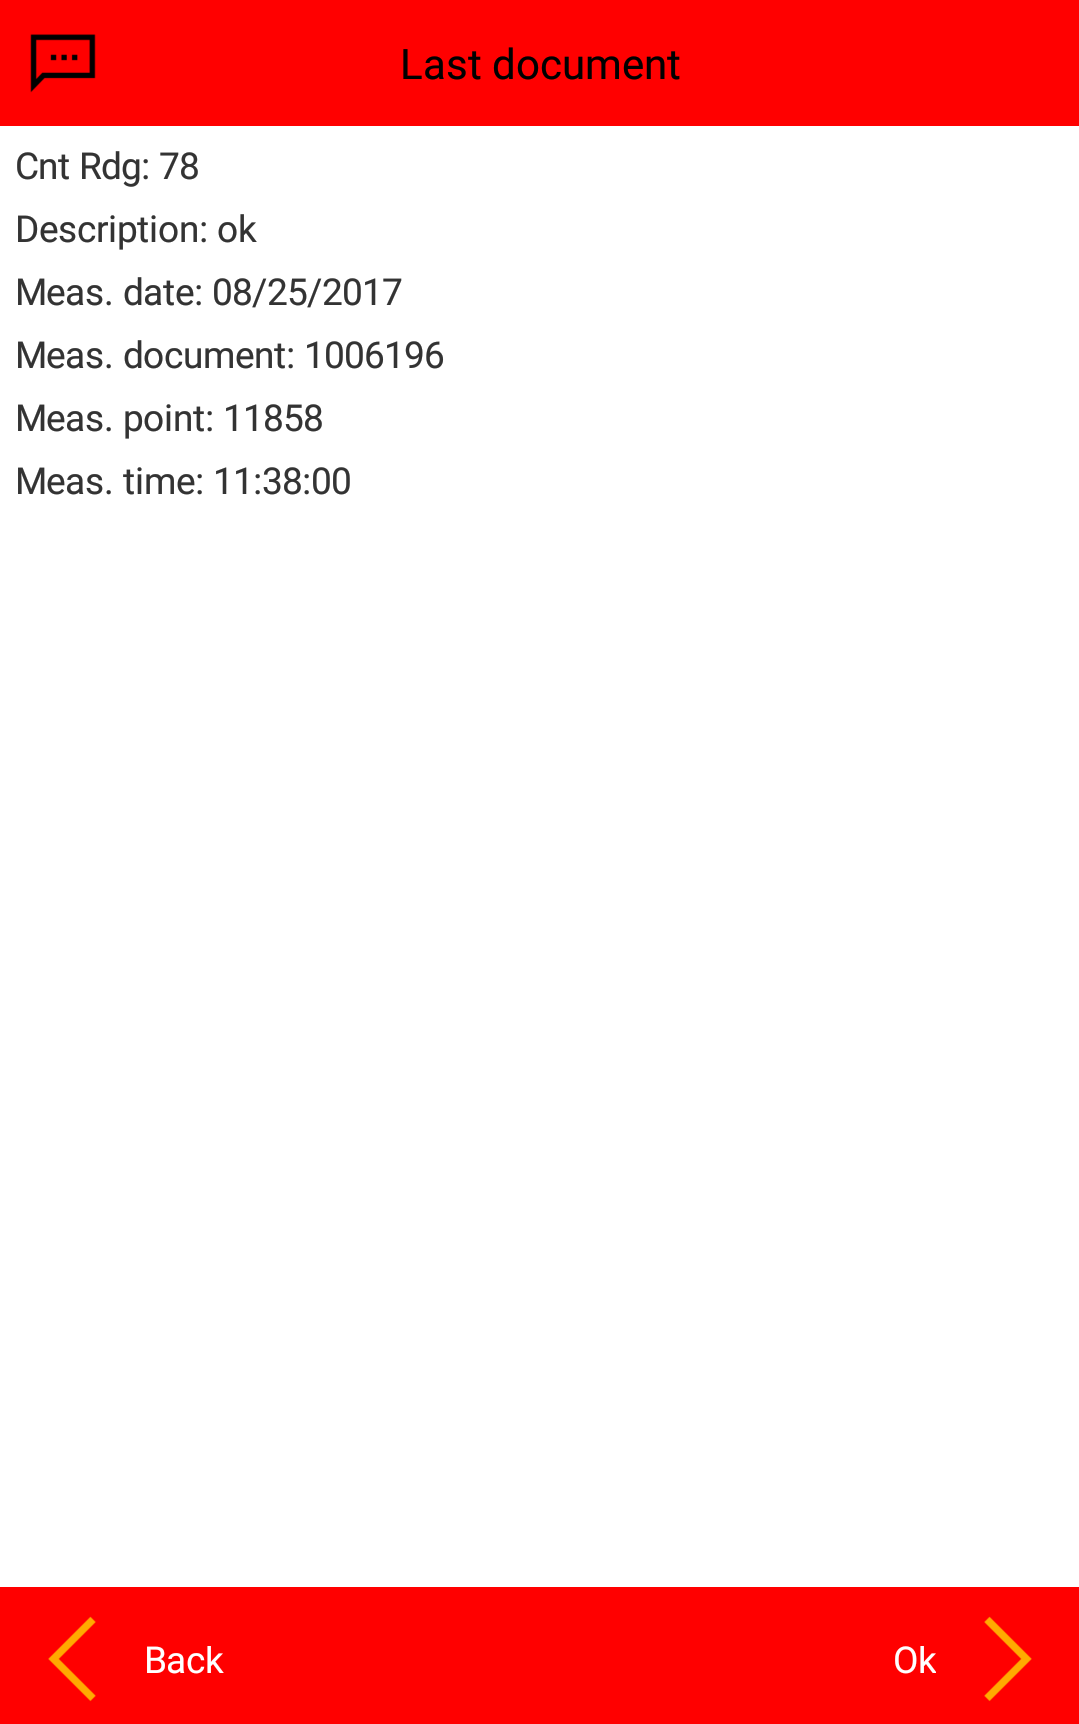 Last document
Cnt Rdg: 78
Description: ok
Meas. date: 08/25/2017
Meas. document: 1006196
Meas. point: 11858
Meas. time: 11:38:00
Back
Ok